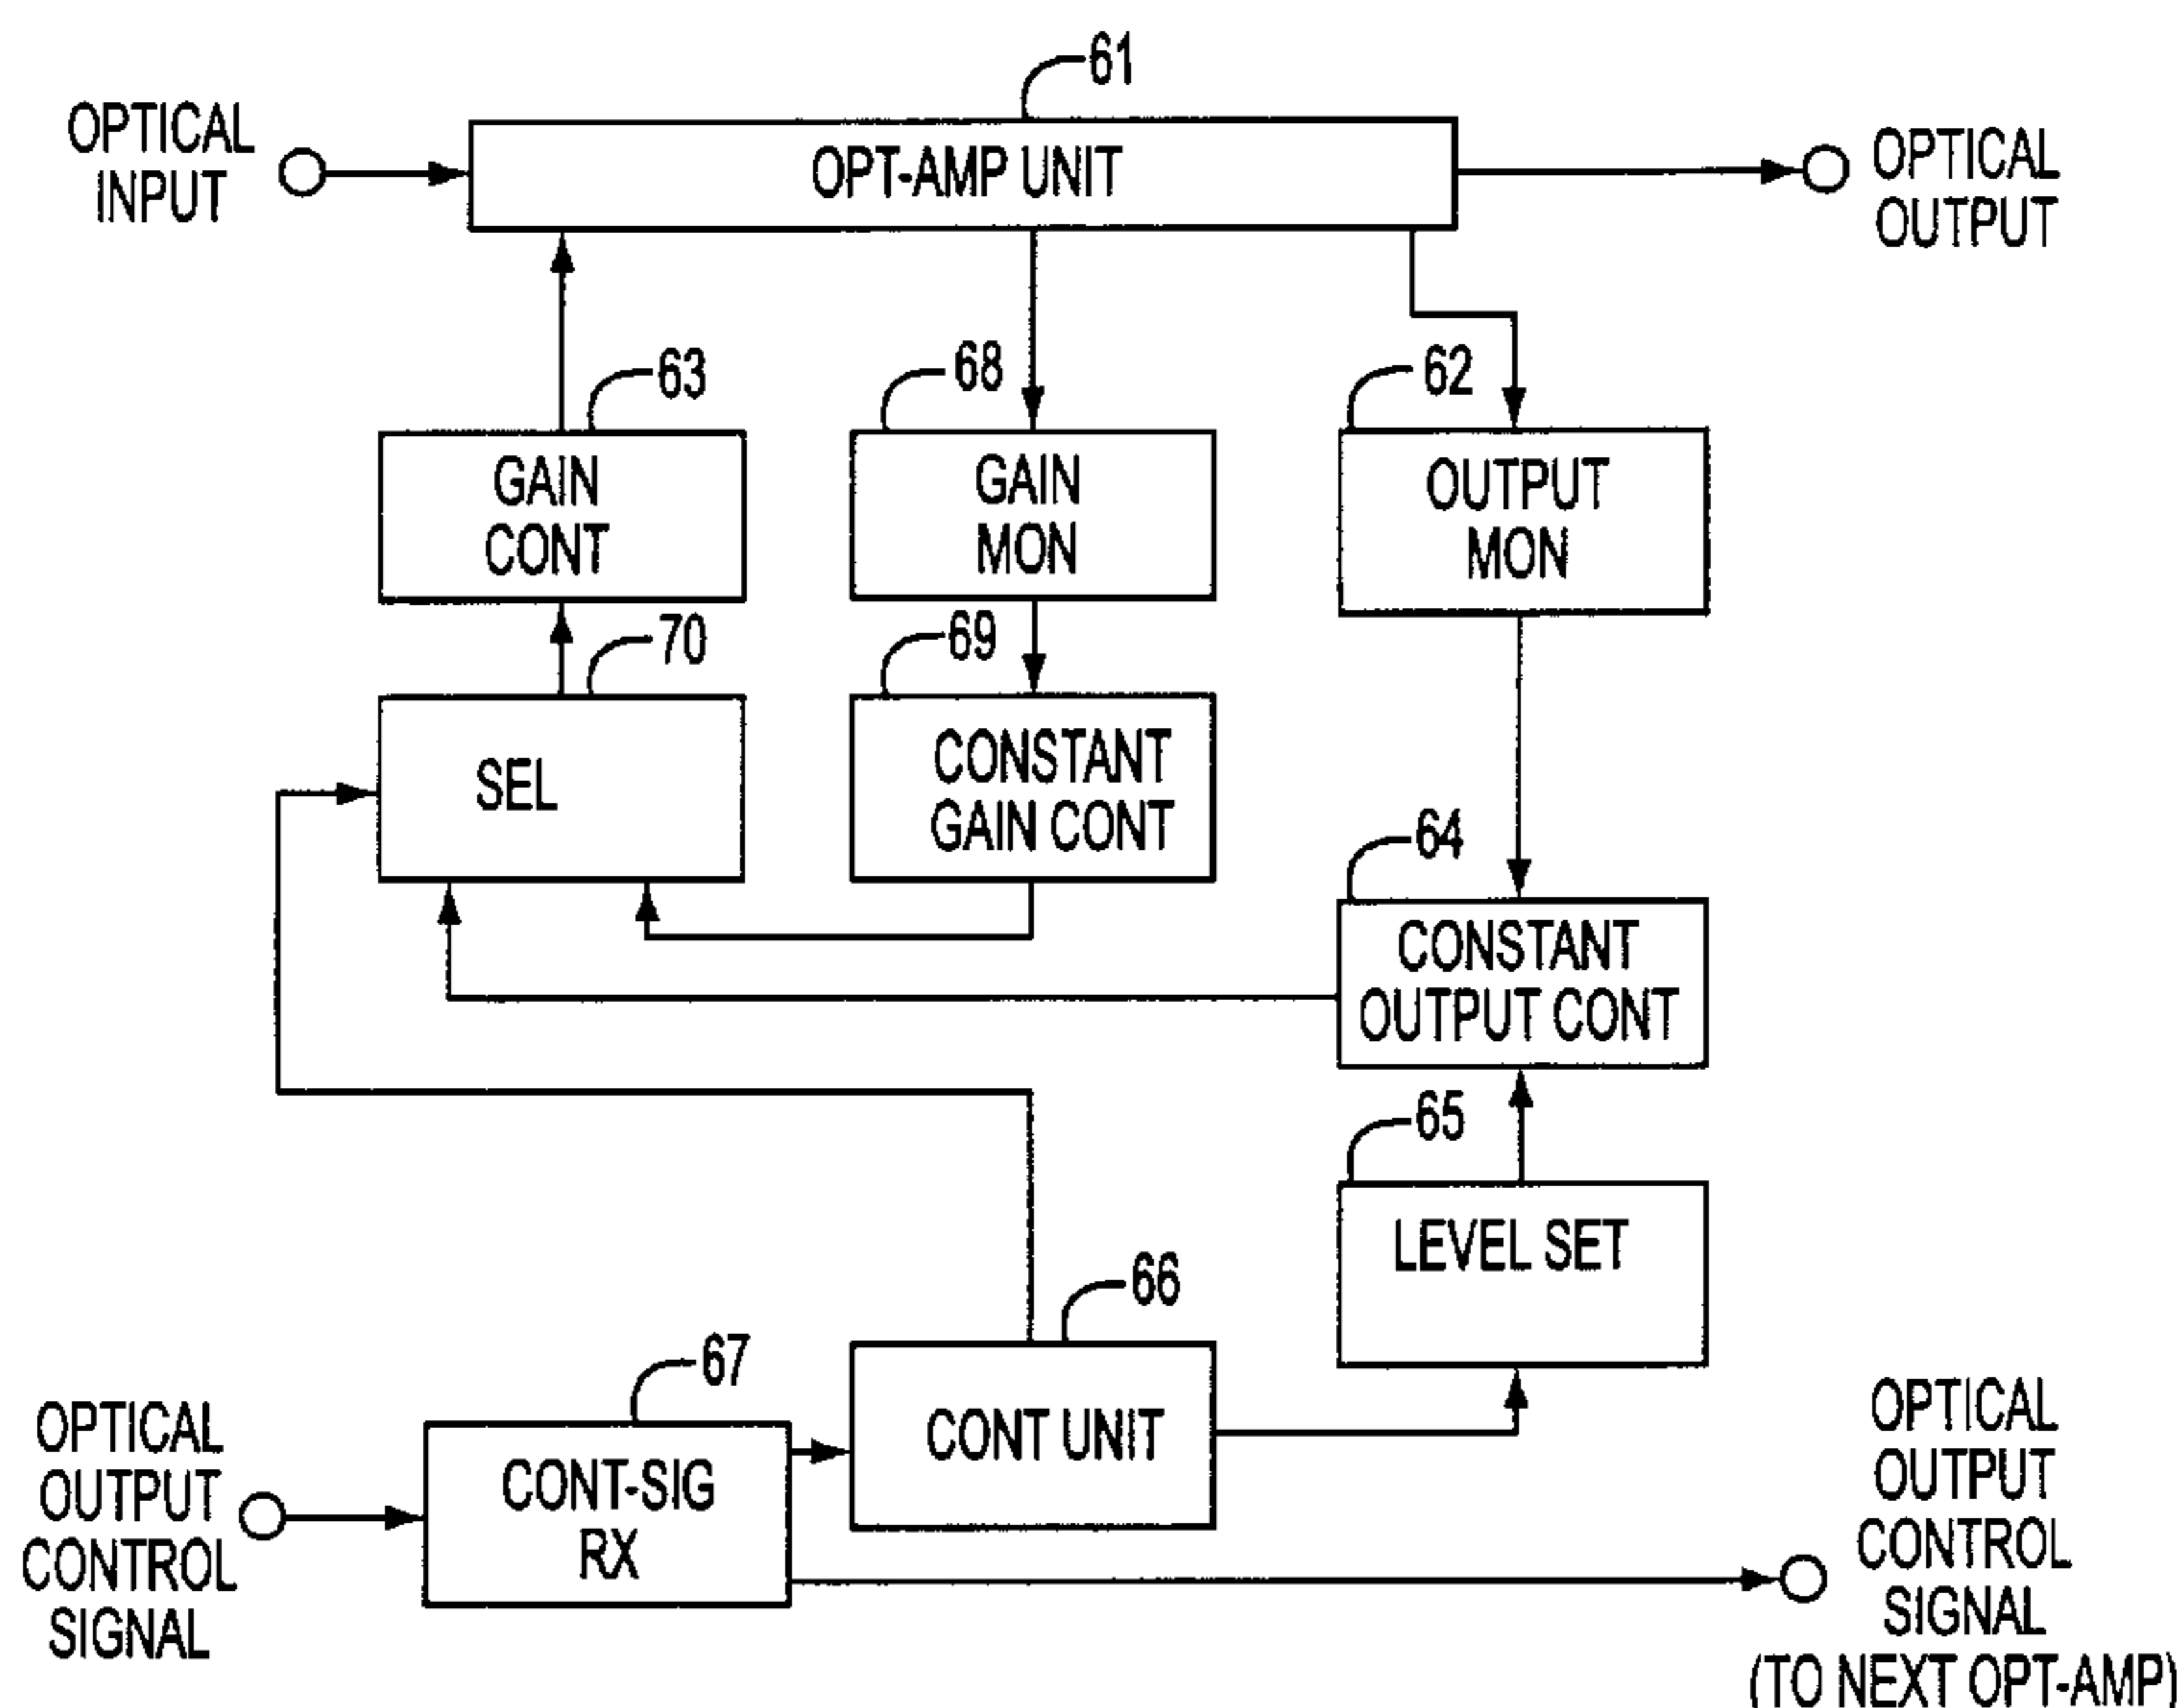 61
OPTICAL
INPUT
OPT-AMP UNIT
OPTICAL
OUTPUT
63
68
62
GAIN
CONT
GAIN
MON
OUTPUT
MON
70
69
SEL
CONSTANT
GAIN CONT
64
CONSTANT
OUTPUT CONT
65
LEVEL SET
66
67
CONT UNIT
OPTICAL
OUTPUT
CONTROL
SIGNAL
CONT-SIG
RX
OPTICAL
OUTPUT
CONTROL
SIGNAL
(TO NEXT OPT-AMP)